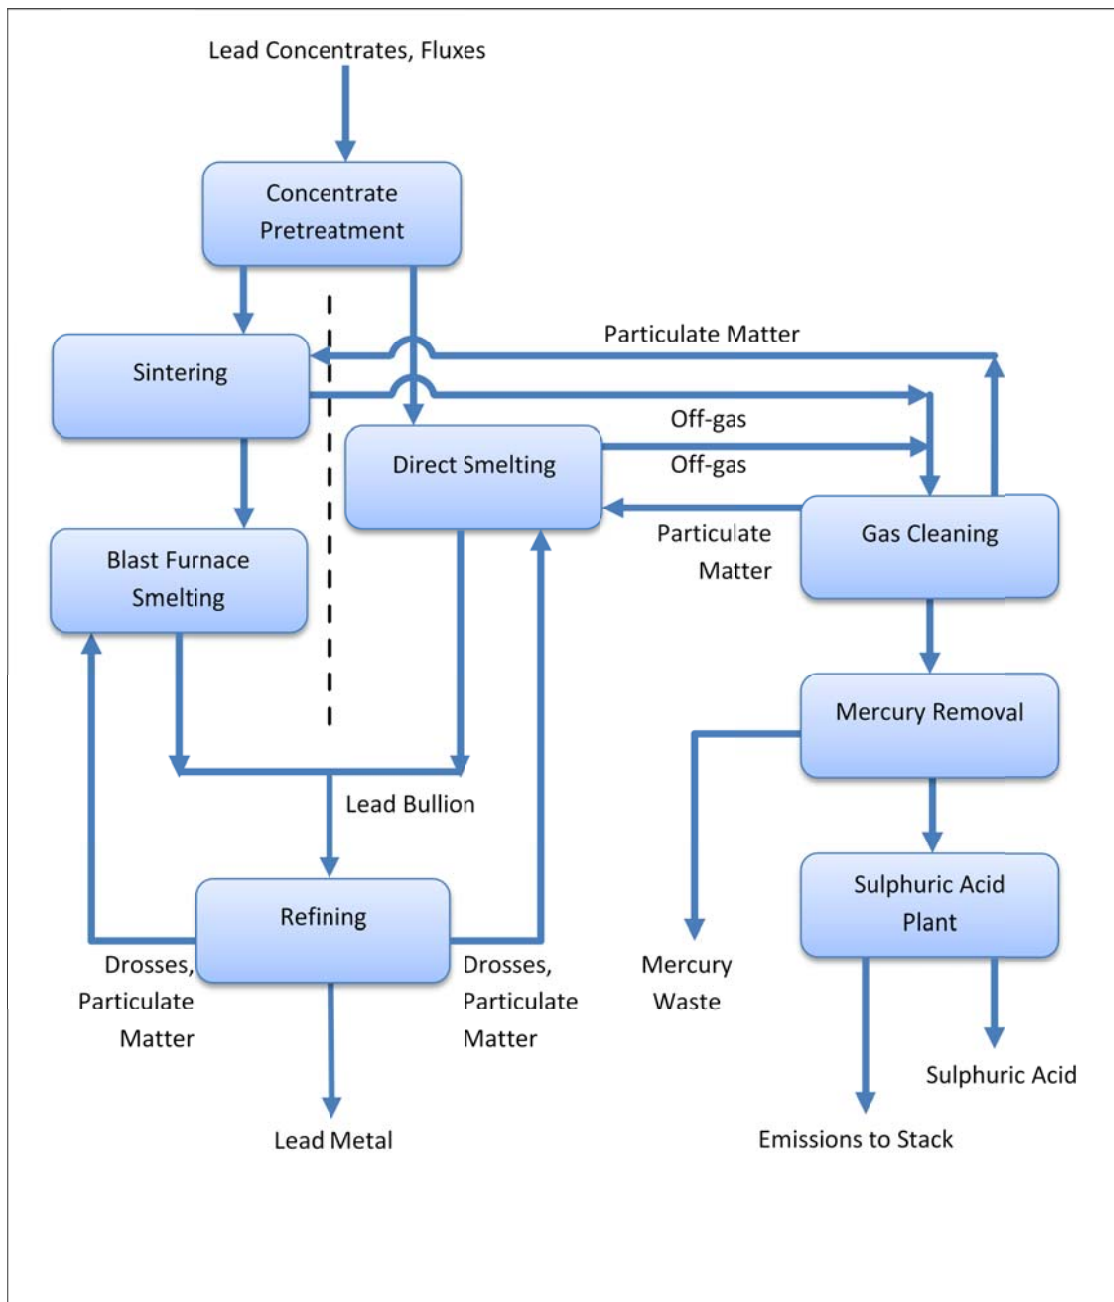 Lead Concentrates, Fluxes
Concentrate
Pretreatment
Particulate Matter
Sintering
Off-gas
Direct Smelting
Off-gas
Particulate
Matter
Gas Cleaning
Blast Furnace
Smelting
Mercury Removal
Lead Bullion
Sulphuric Acid
Plant
Refining
Drosses,
Particulate
Matter
Drosses,
Particulate
Matter
Mercury
Waste
Sulphuric Acid
Lead Metal
Emissions to Stack